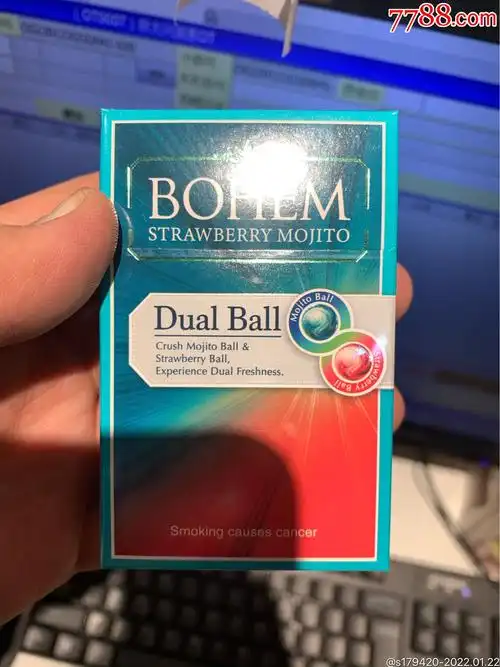 7788.com
BOHEM
STRAWBERRY MOJITO
Dual Ball
Crush Mojito Ball &
Strawberry Ball,
Experience Dual Freshness.
Mojito Ball
Strawberry Ball
Smoking causes cancer
@s179420-2022.01.22